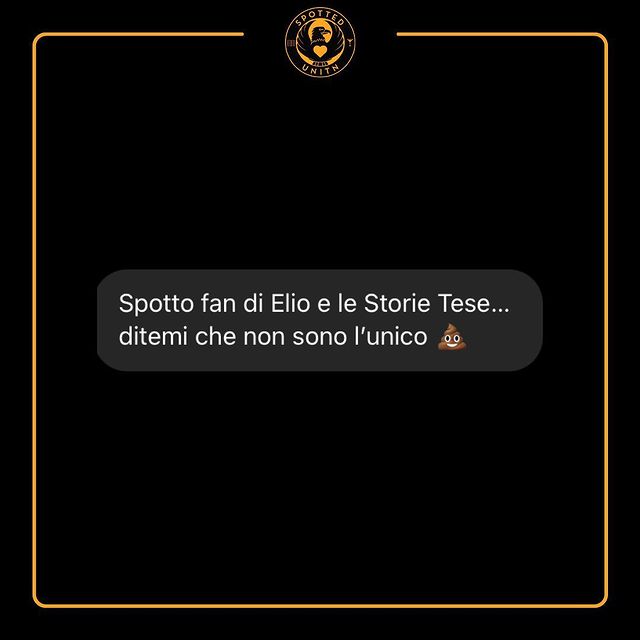 SPOTTED
UNITN
Spotto fan di Elio e le Storie Tese...
ditemi che non sono l’unico 💩